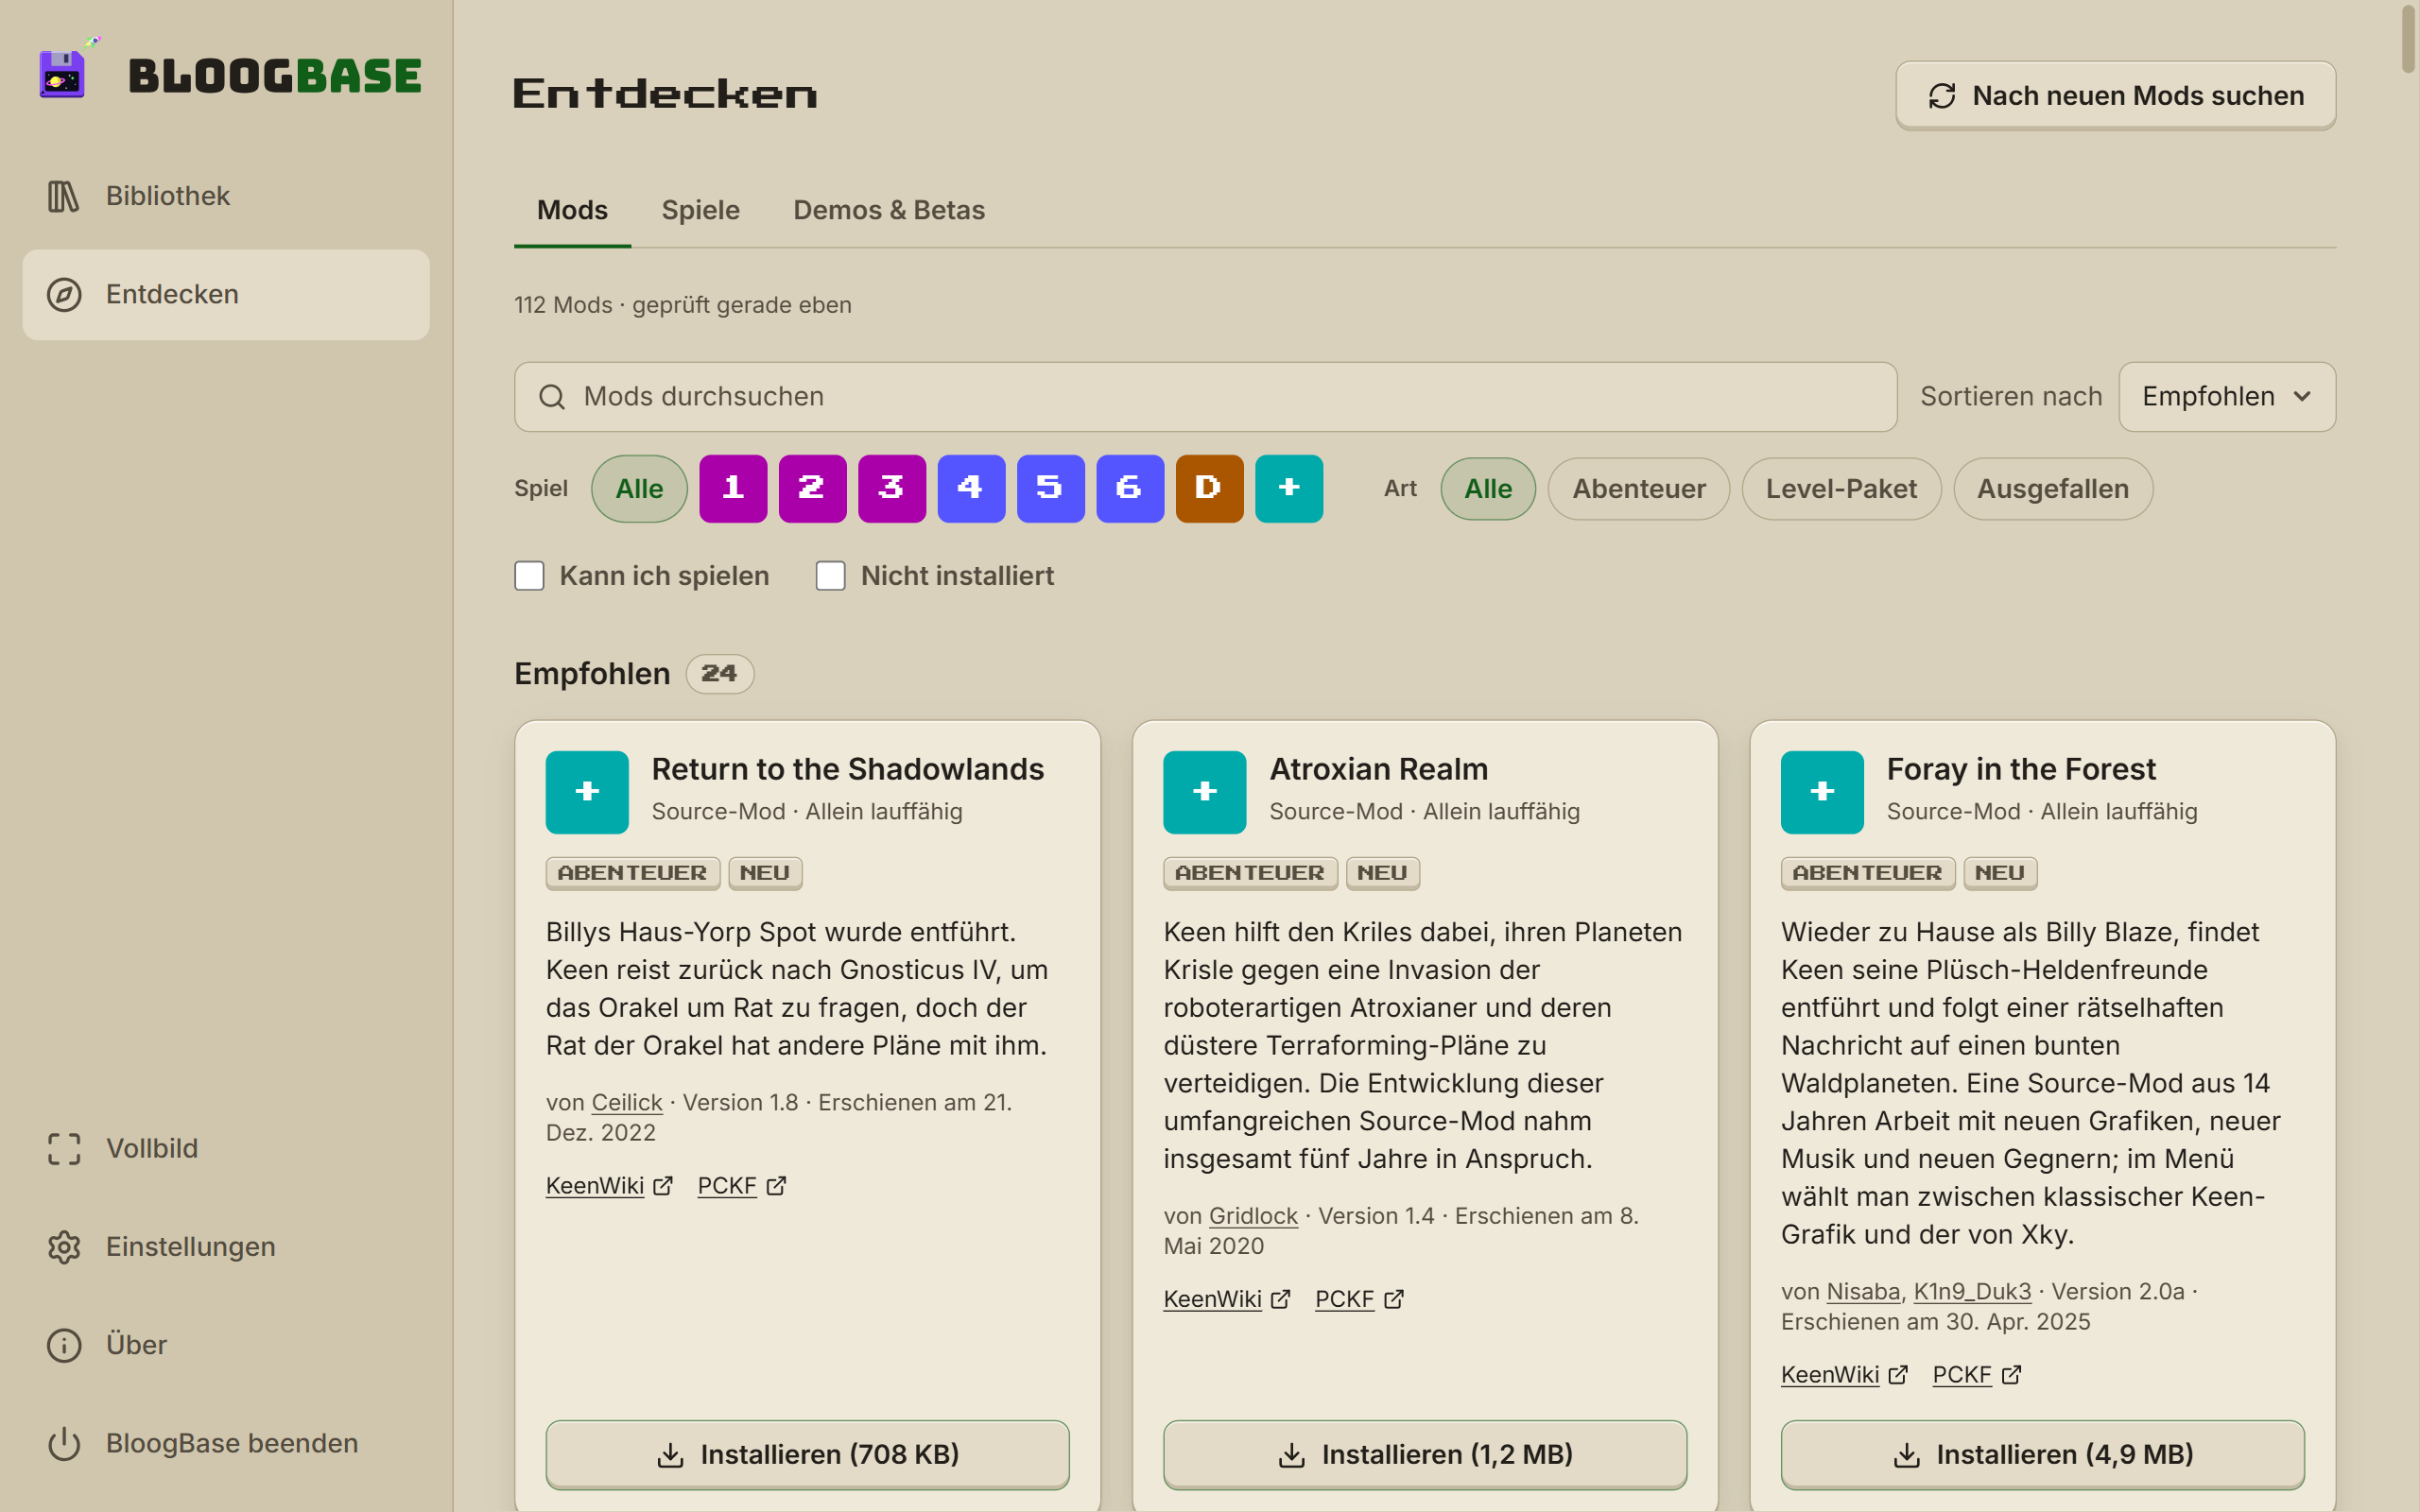 BLOOGBASE
Bibliothek
Entdecken
Vollbild
Einstellungen
Über
BloogBase beenden
Entdecken
Nach neuen Mods suchen
Mods Spiele Demos & Betas
112 Mods · geprüft gerade eben
Mods durchsuchen
Sortieren nach Empfohlen
Spiel Alle 1 2 3 4 5 6 D + Art Alle Abenteuer Level-Paket Ausgefallen
Kann ich spielen Nicht installiert
Empfohlen 24
+
Return to the Shadowlands
Source-Mod · Allein lauffähig
ABENTEUER NEU
Billys Haus-Yorp Spot wurde entführt.
Keen reist zurück nach Gnosticus IV, um
das Orakel um Rat zu fragen, doch der
Rat der Orakel hat andere Pläne mit ihm.
von Ceilick · Version 1.8 · Erschienen am 21.
Dez. 2022
KeenWiki PCKF
Installieren (708 KB)
+
Atroxian Realm
Source-Mod · Allein lauffähig
ABENTEUER NEU
Keen hilft den Kriles dabei, ihren Planeten
Krisle gegen eine Invasion der
roboterartigen Atroxianer und deren
düstere Terraforming-Pläne zu
verteidigen. Die Entwicklung dieser
umfangreichen Source-Mod nahm
insgesamt fünf Jahre in Anspruch.
von Gridlock · Version 1.4 · Erschienen am 8.
Mai 2020
KeenWiki PCKF
Installieren (1,2 MB)
+
Foray in the Forest
Source-Mod · Allein lauffähig
ABENTEUER NEU
Wieder zu Hause als Billy Blaze, findet
Keen seine Plüsch-Heldenfreunde
entführt und folgt einer rätselhaften
Nachricht auf einen bunten
Waldplaneten. Eine Source-Mod aus 14
Jahren Arbeit mit neuen Grafiken, neuer
Musik und neuen Gegnern; im Menü
wählt man zwischen klassischer Keen-
Grafik und der von Xky.
von Nisaba, K1n9_Duk3 · Version 2.0a ·
Erschienen am 30. Apr. 2025
KeenWiki PCKF
Installieren (4,9 MB)